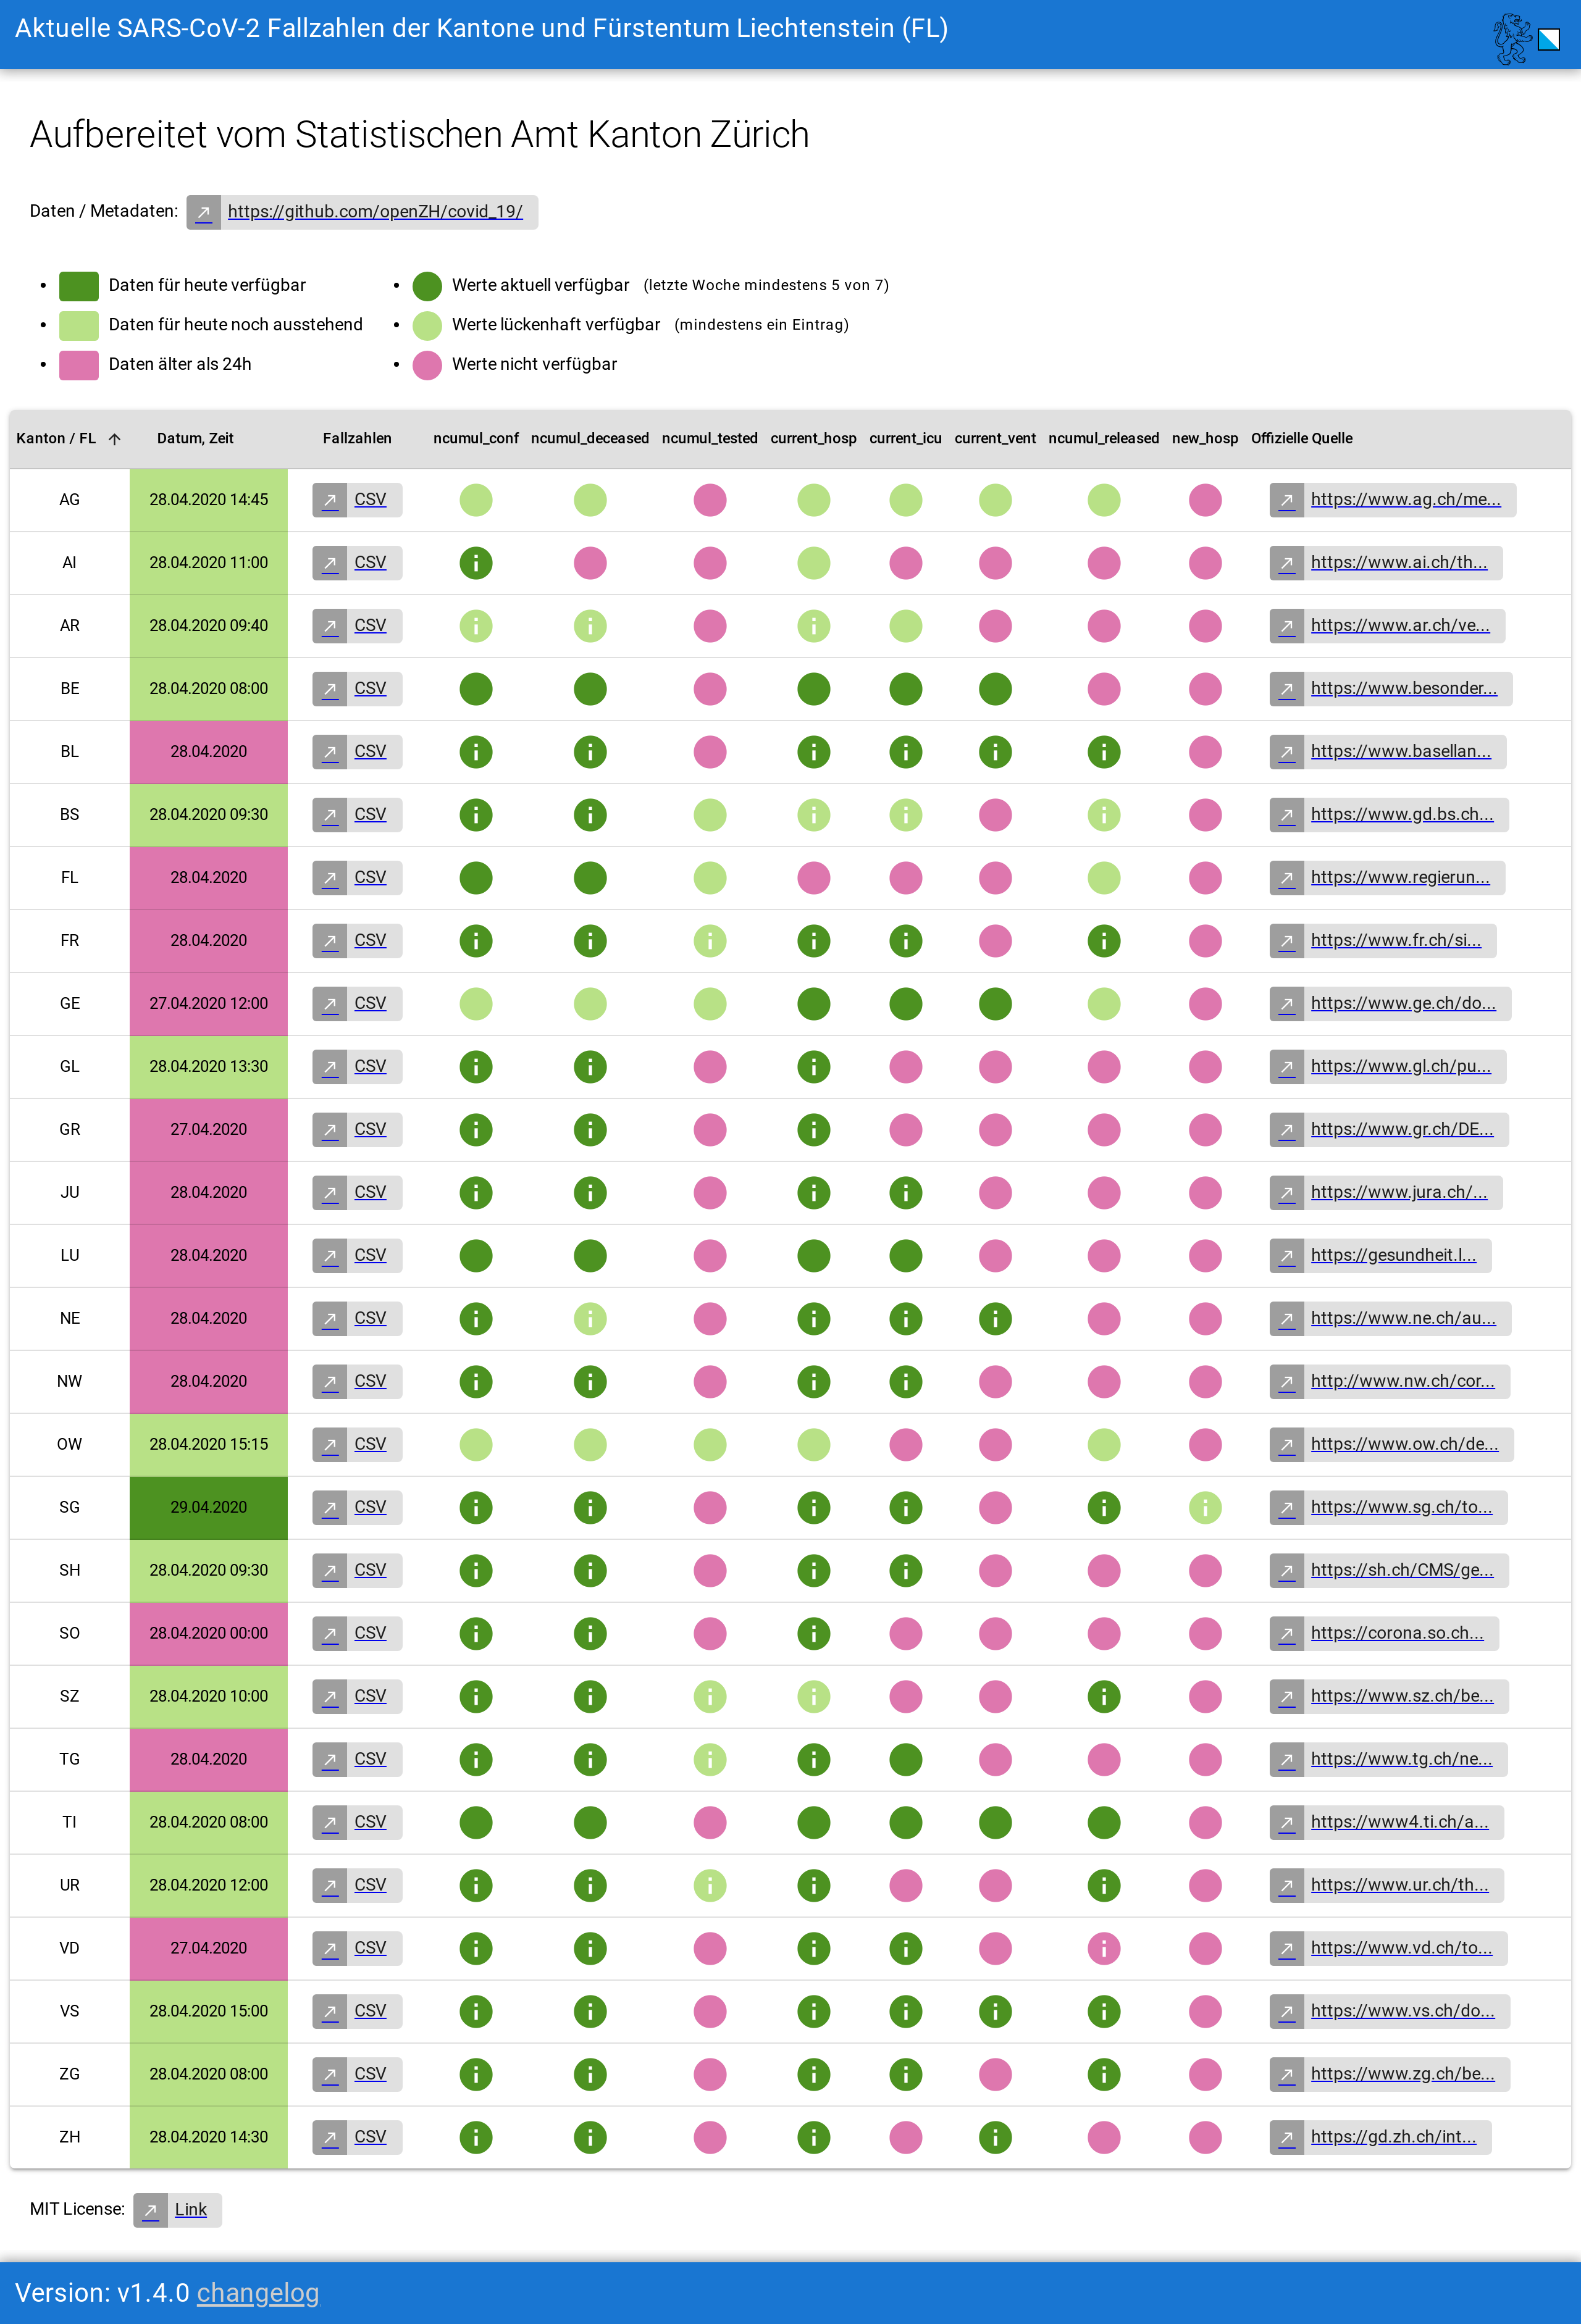 Aktuelle SARS-CoV-2 Fallzahlen der Kantone und Fürstentum Liechtenstein (FL)
Aufbereitet vom Statistischen Amt Kanton Zürich
Daten / Metadaten: https://github.com/openZH/covid_19/
Daten für heute verfügbar Werte aktuell verfügbar (letzte Woche mindestens 5 von 7)
Daten für heute noch ausstehend Werte lückenhaft verfügbar (mindestens ein Eintrag)
Daten älter als 24h Werte nicht verfügbar
Kanton / FL Datum, Zeit Fallzahlen ncumul_conf ncumul_deceased ncumul_tested current_hosp current_icu current_vent ncumul_released new_hosp Offizielle Quelle
AG 28.04.2020 14:45 CSV https://www.ag.ch/me...
AI 28.04.2020 11:00 CSV https://www.ai.ch/th...
AR 28.04.2020 09:40 CSV https://www.ar.ch/ve...
BE 28.04.2020 08:00 CSV https://www.besonder...
BL 28.04.2020 CSV https://www.basellan...
BS 28.04.2020 09:30 CSV https://www.gd.bs.ch...
FL 28.04.2020 CSV https://www.regierun...
FR 28.04.2020 CSV https://www.fr.ch/si...
GE 27.04.2020 12:00 CSV https://www.ge.ch/do...
GL 28.04.2020 13:30 CSV https://www.gl.ch/pu...
GR 27.04.2020 CSV https://www.gr.ch/DE...
JU 28.04.2020 CSV https://www.jura.ch/...
LU 28.04.2020 CSV https://gesundheit.l...
NE 28.04.2020 CSV https://www.ne.ch/au...
NW 28.04.2020 CSV http://www.nw.ch/cor...
OW 28.04.2020 15:15 CSV https://www.ow.ch/de...
SG 29.04.2020 CSV https://www.sg.ch/to...
SH 28.04.2020 09:30 CSV https://sh.ch/CMS/ge...
SO 28.04.2020 00:00 CSV https://corona.so.ch...
SZ 28.04.2020 10:00 CSV https://www.sz.ch/be...
TG 28.04.2020 CSV https://www.tg.ch/ne...
TI 28.04.2020 08:00 CSV https://www4.ti.ch/a...
UR 28.04.2020 12:00 CSV https://www.ur.ch/th...
VD 27.04.2020 CSV https://www.vd.ch/to...
VS 28.04.2020 15:00 CSV https://www.vs.ch/do...
ZG 28.04.2020 08:00 CSV https://www.zg.ch/be...
ZH 28.04.2020 14:30 CSV https://gd.zh.ch/int...
MIT License: Link
Version: v1.4.0 changelog